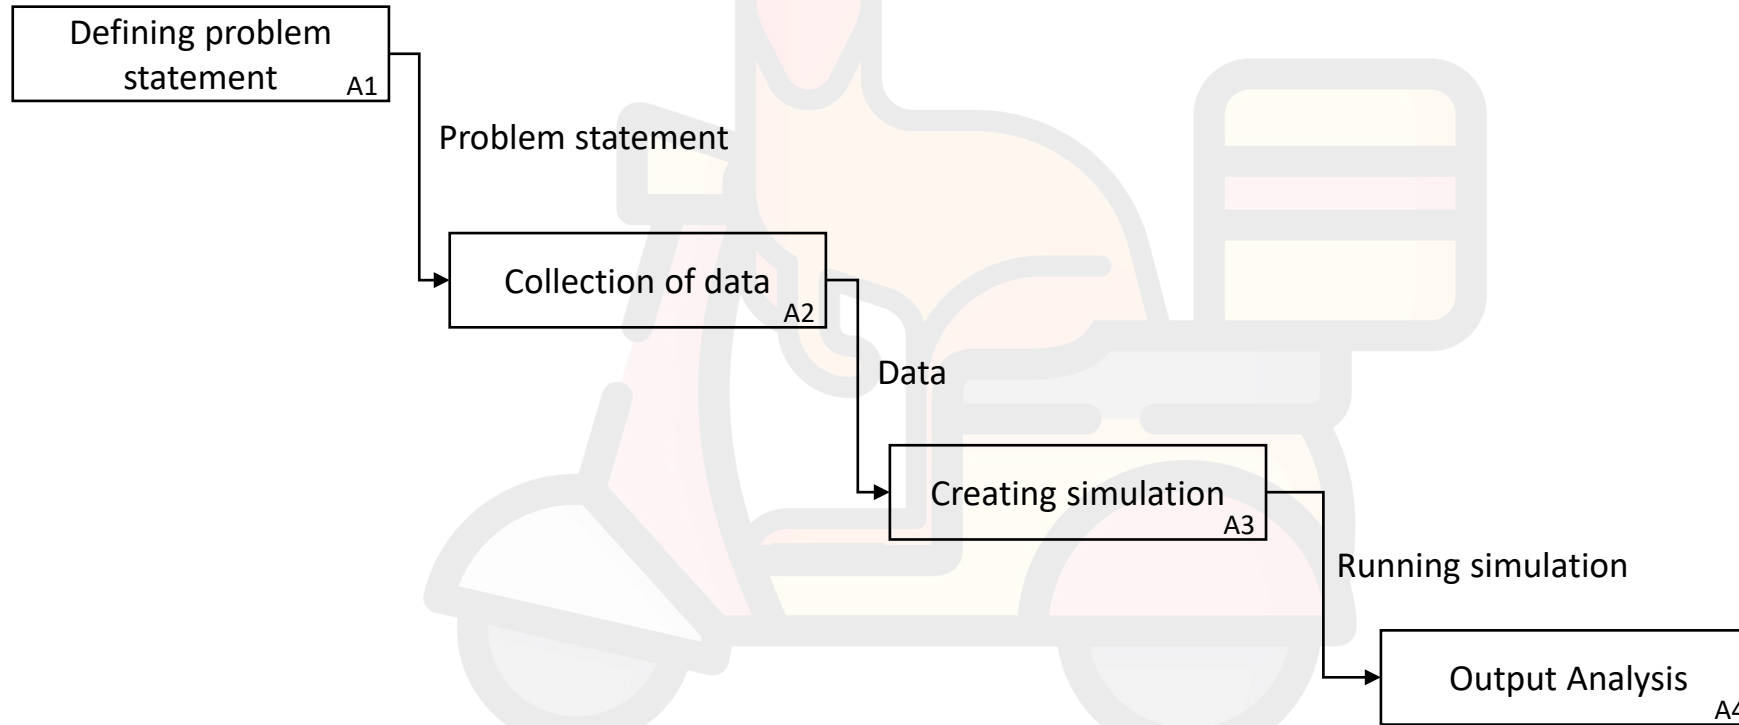 Defining problem
statement
A1
Problem statement
Collection of data
A2
Data
Creating simulation
A3
Running simulation
Output Analysis
A4